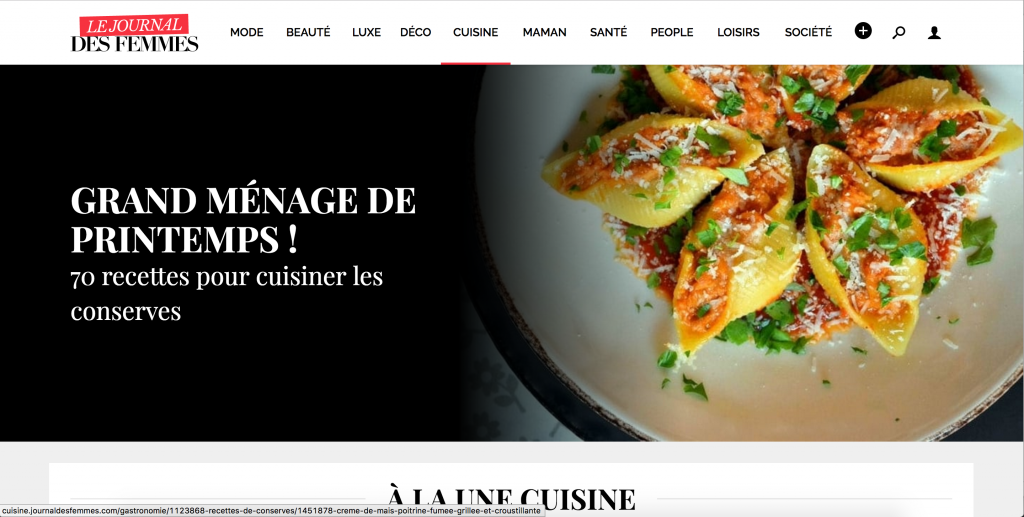 LE JOURNAL
DES FEMMES
MODE BEAUTÉ LUXE DÉCO CUISINE MAMAN SANTÉ PEOPLE LOISIRS SOCIÉTÉ
GRAND MÉNAGE DE
PRINTEMPS !
70 recettes pour cuisiner les
conserves
À LA UNE CUISINE
cuisine.journaldesfemmes.com/gastronomie/1123868-recettes-de-conserves/1451878-creme-de-mais-poitrine-fumee-grillee-et-croustillante